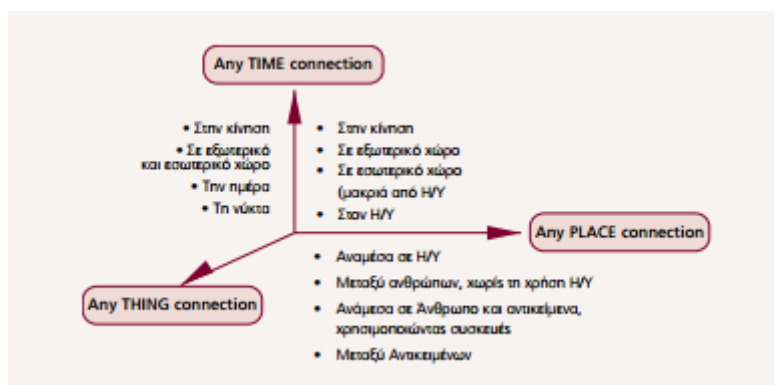 Any TIME connection
• Στην κίνηση
• Σε εξωτερικό
και εσωτερικό χώρο
• Την ημέρα
• Τη νύκτα
• Στην κίνηση
• Σε εξωτερικό χώρο
• Σε εσωτερικό χώρο
(μακριά από Η/Υ
• Στον Η/Υ
Any PLACE connection
Any THING connection
• Αναμέσα σε Η/Υ
• Μεταξύ ανθρώπων, χωρίς τη χρήση Η/Υ
• Ανάμεσα σε Άνθρωπο και αντικείμενα,
χρησιμοποιώντας συσκευές
• Μεταξύ Αντικειμένων